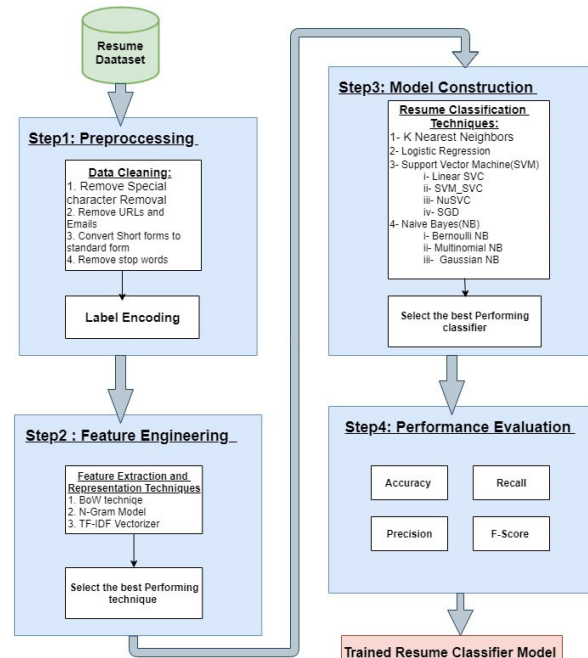 Resume
Daataset
Step1: Preproccessing
Data Cleaning:
1. Remove Special
character Removal
2. Remove URLs and
Emails
3. Convert Short forms to
standard form
4. Remove stop words
Label Encoding
Step2 : Feature Engineering
Feature Extraction and
Representation Techniques
1. BoW techniqe
2. N-Gram Model
3. TF-IDF Vectorizer
Select the best Performing
technique
Step3: Model Construction
Resume Classification
Techniques:
1- K Nearest Neighbors
2- Logistic Regression
3- Support Vector Machine(SVM)
i- Linear SVC
ii- SVM_SVC
iii- NuSVC
iv- SGD
4- Naive Bayes(NB)
i- Bernoulli NB
ii- Multinomial NB
iii- Gaussian NB
Select the best Performing
classifier
Step4: Performance Evaluation
Accuracy
Recall
Precision
F-Score
Trained Resume Classifier Model